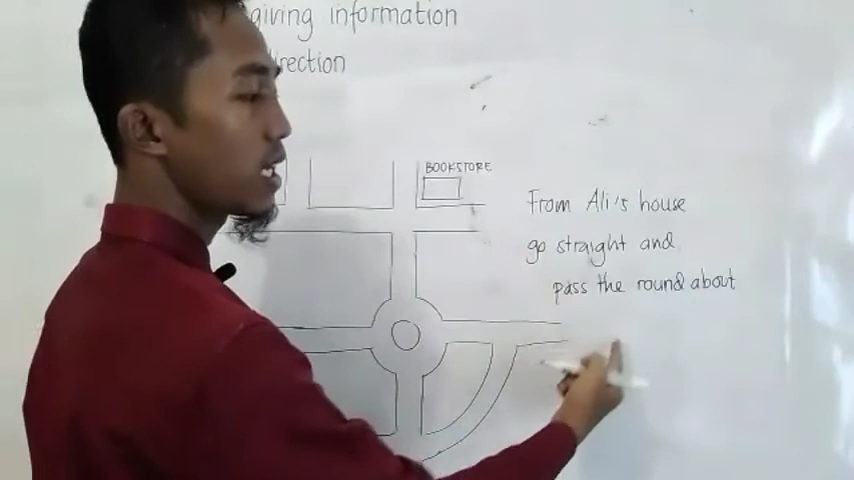 giving information
direction
BOOKSTORE
From Ali's house
go straight and
pass the round about